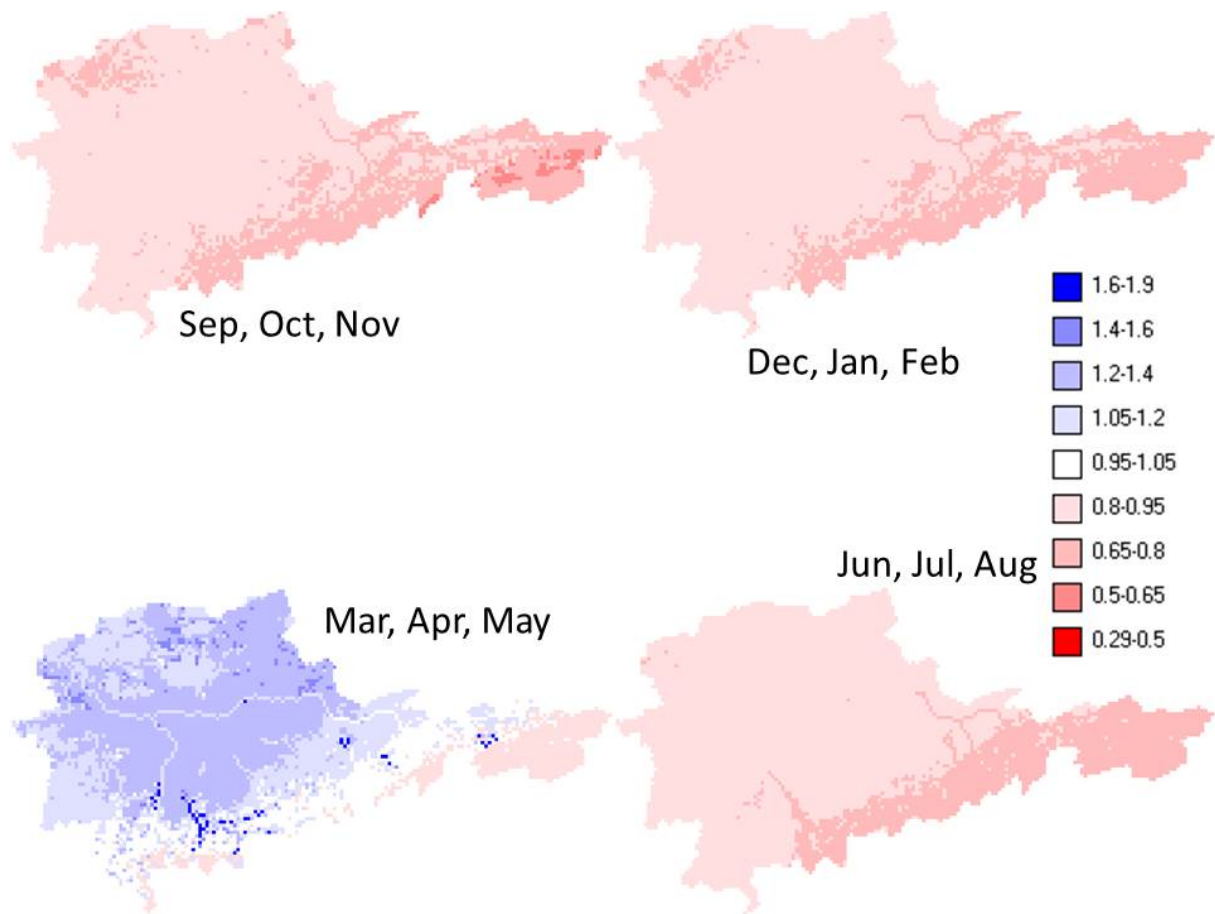 Sep, Oct, Nov
Dec, Jan, Feb
1.6-1.9
1.4-1.6
1.2-1.4
1.05-1.2
0.95-1.05
0.8-0.95
0.65-0.8
0.5-0.65
0.29-0.5
Mar, Apr, May
Jun, Jul, Aug